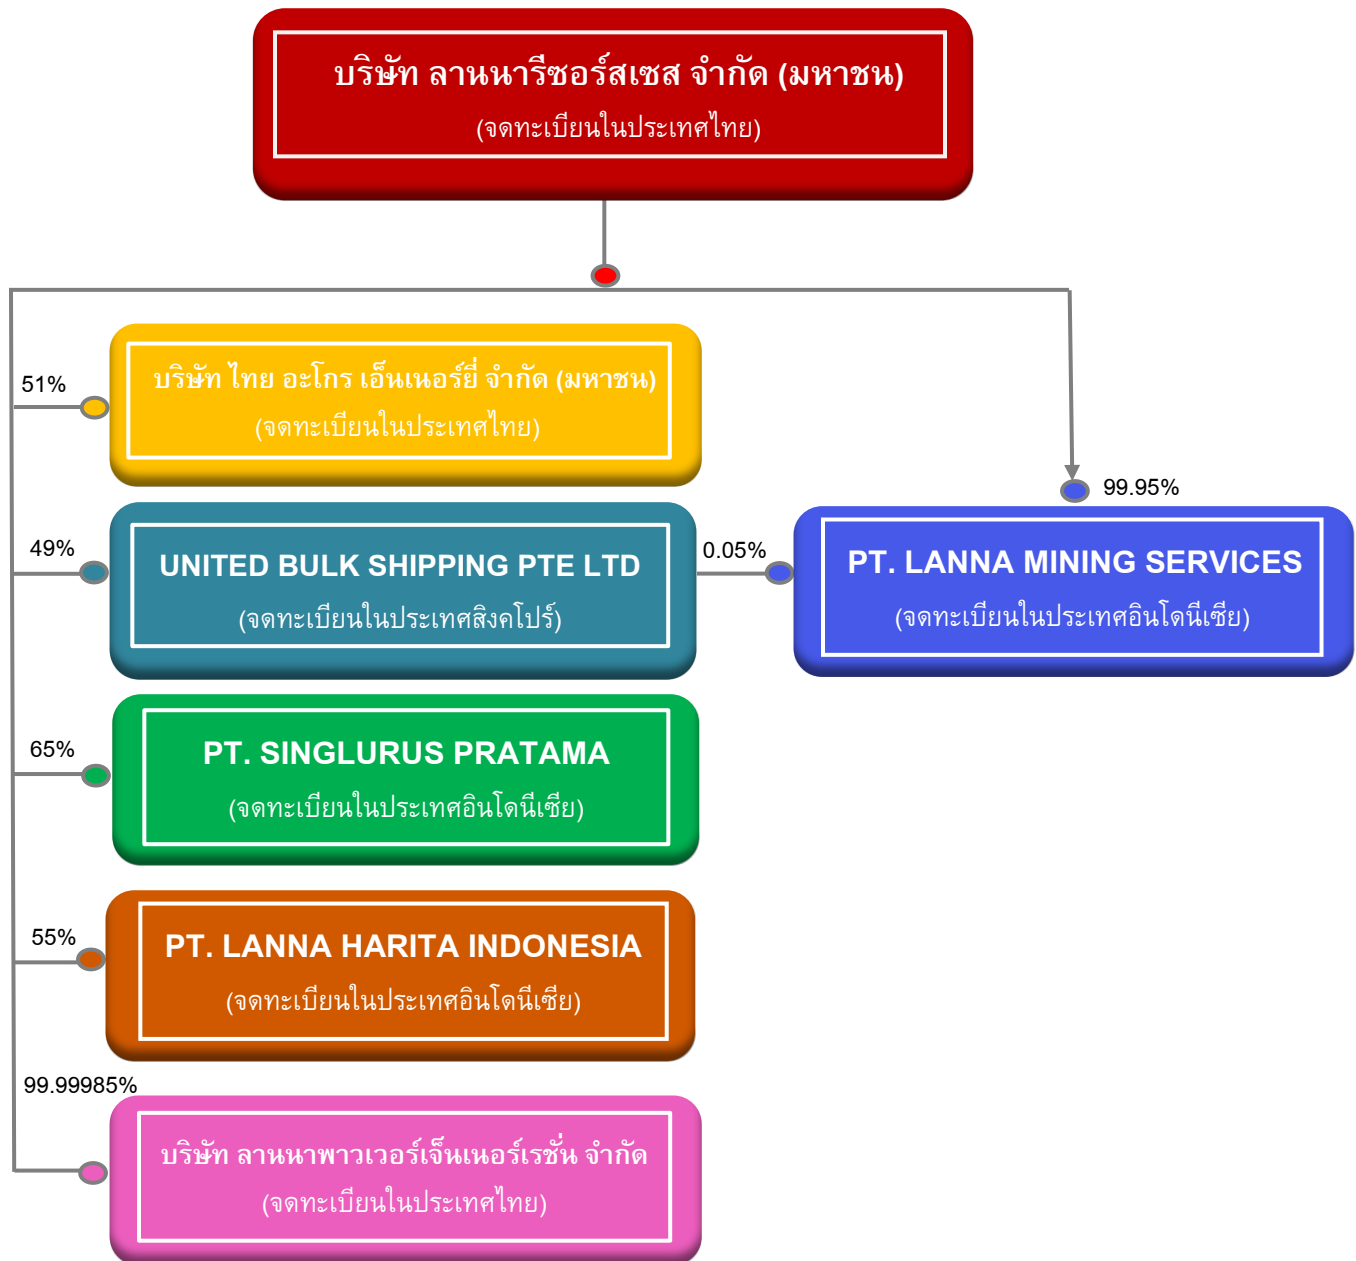 บริษัท ลานนารีซอร์สเซส จำกัด (มหาชน)
(จดทะเบียนในประเทศไทย)
51%
บริษัท ไทย อะโกร เอ็นเนอร์ยี่ จำกัด (มหาชน)
(จดทะเบียนในประเทศไทย)
49%
UNITED BULK SHIPPING PTE LTD
(จดทะเบียนในประเทศสิงคโปร์)
0.05%
99.95%
PT. LANNA MINING SERVICES
(จดทะเบียนในประเทศอินโดนีเซีย)
65%
PT. SINGLURUS PRATAMA
(จดทะเบียนในประเทศอินโดนีเซีย)
55%
PT. LANNA HARITA INDONESIA
(จดทะเบียนในประเทศอินโดนีเซีย)
99.99985%
บริษัท ลานนาพาวเวอร์เจ็นเนอร์เรชั่น จำกัด
(จดทะเบียนในประเทศไทย)